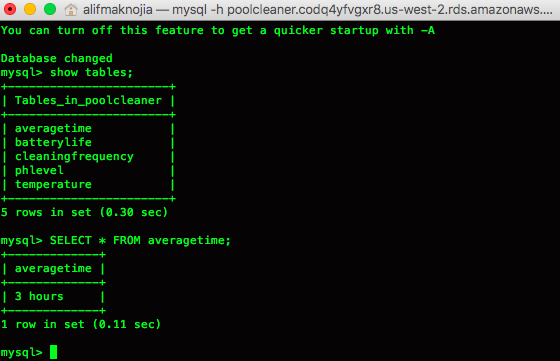 alifmaknojia — mysql -h poolcleaner.codq4yfvgxr8.us-west-2.rds.amazonaws.…
You can turn off this feature to get a quicker startup with -A
Database changed
mysql> show tables;
+-----------------------+
| Tables_in_poolcleaner |
+-----------------------+
| averagetime           |
| batterylife           |
| cleaningfrequency     |
| phlevel               |
| temperature           |
+-----------------------+
5 rows in set (0.30 sec)
mysql> SELECT * FROM averagetime;
+-------------+
| averagetime |
+-------------+
| 3 hours     |
+-------------+
1 row in set (0.11 sec)
mysql>